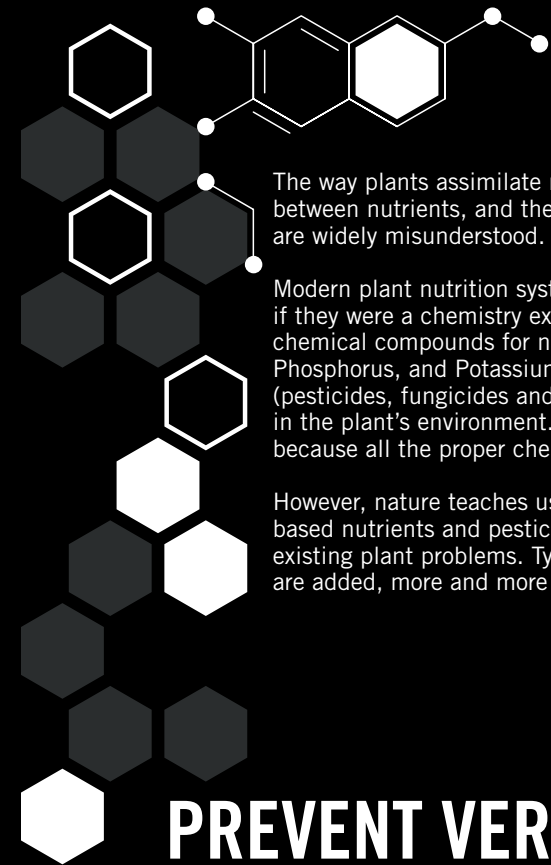 The way plants assimilate
between nutrients, and the
are widely misunderstood.
Modern plant nutrition syst
if they were a chemistry ex
chemical compounds for n
Phosphorus, and Potassium
(pesticides, fungicides and
in the plant’s environment.
because all the proper che
However, nature teaches us
based nutrients and pestic
existing plant problems. Ty
are added, more and more
PREVENT VER